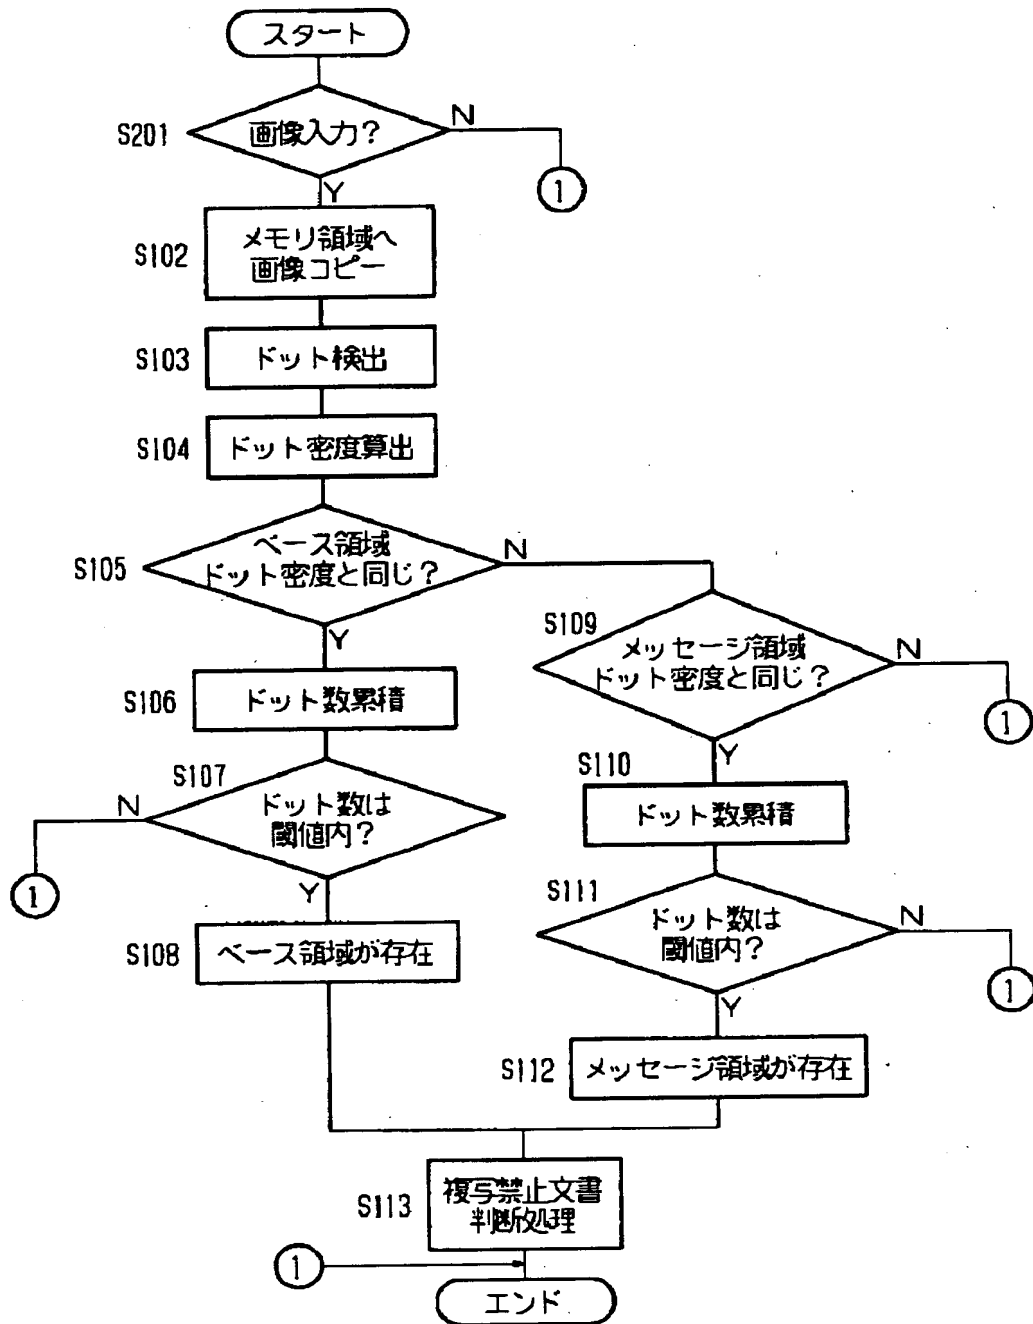 スタート
S201
画像入力?
N
1
Y
S102
メモリ領域へ
画像コピー
S103
ドット検出
S104
ドット密度算出
S105
ベース領域
ドット密度と同じ?
N
Y
S109
メッセージ領域
ドット密度と同じ?
N
1
Y
S106
ドット数累積
S107
ドット数は
閾値内?
N
1
Y
S108
ベース領域が存在
S110
ドット数累積
S111
ドット数は
閾値内?
N
1
Y
S112
メッセージ領域が存在
S113
複写禁止文書
判断処理
1
エンド